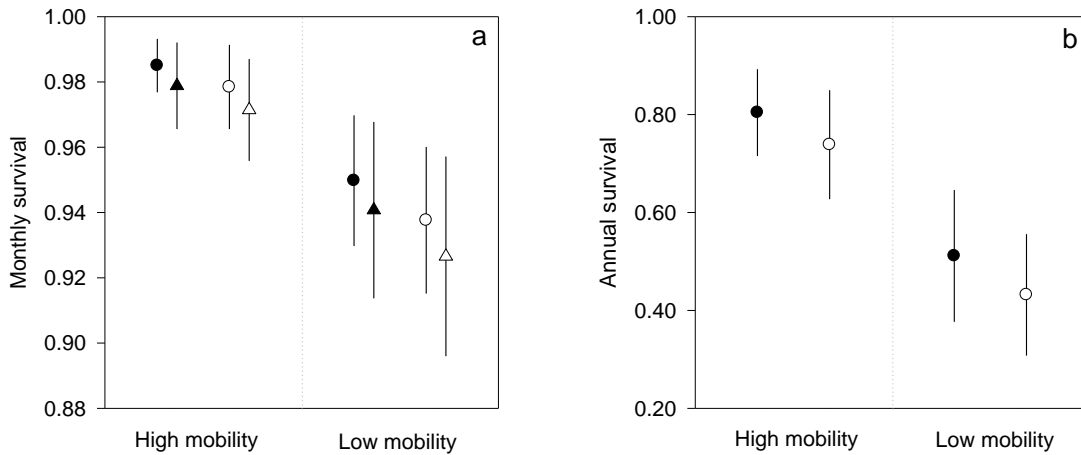 a
Monthly survival
1.00
0.98
0.96
0.94
0.92
0.90
0.88
High mobility
Low mobility
b
Annual survival
1.00
0.80
0.60
0.40
0.20
High mobility
Low mobility